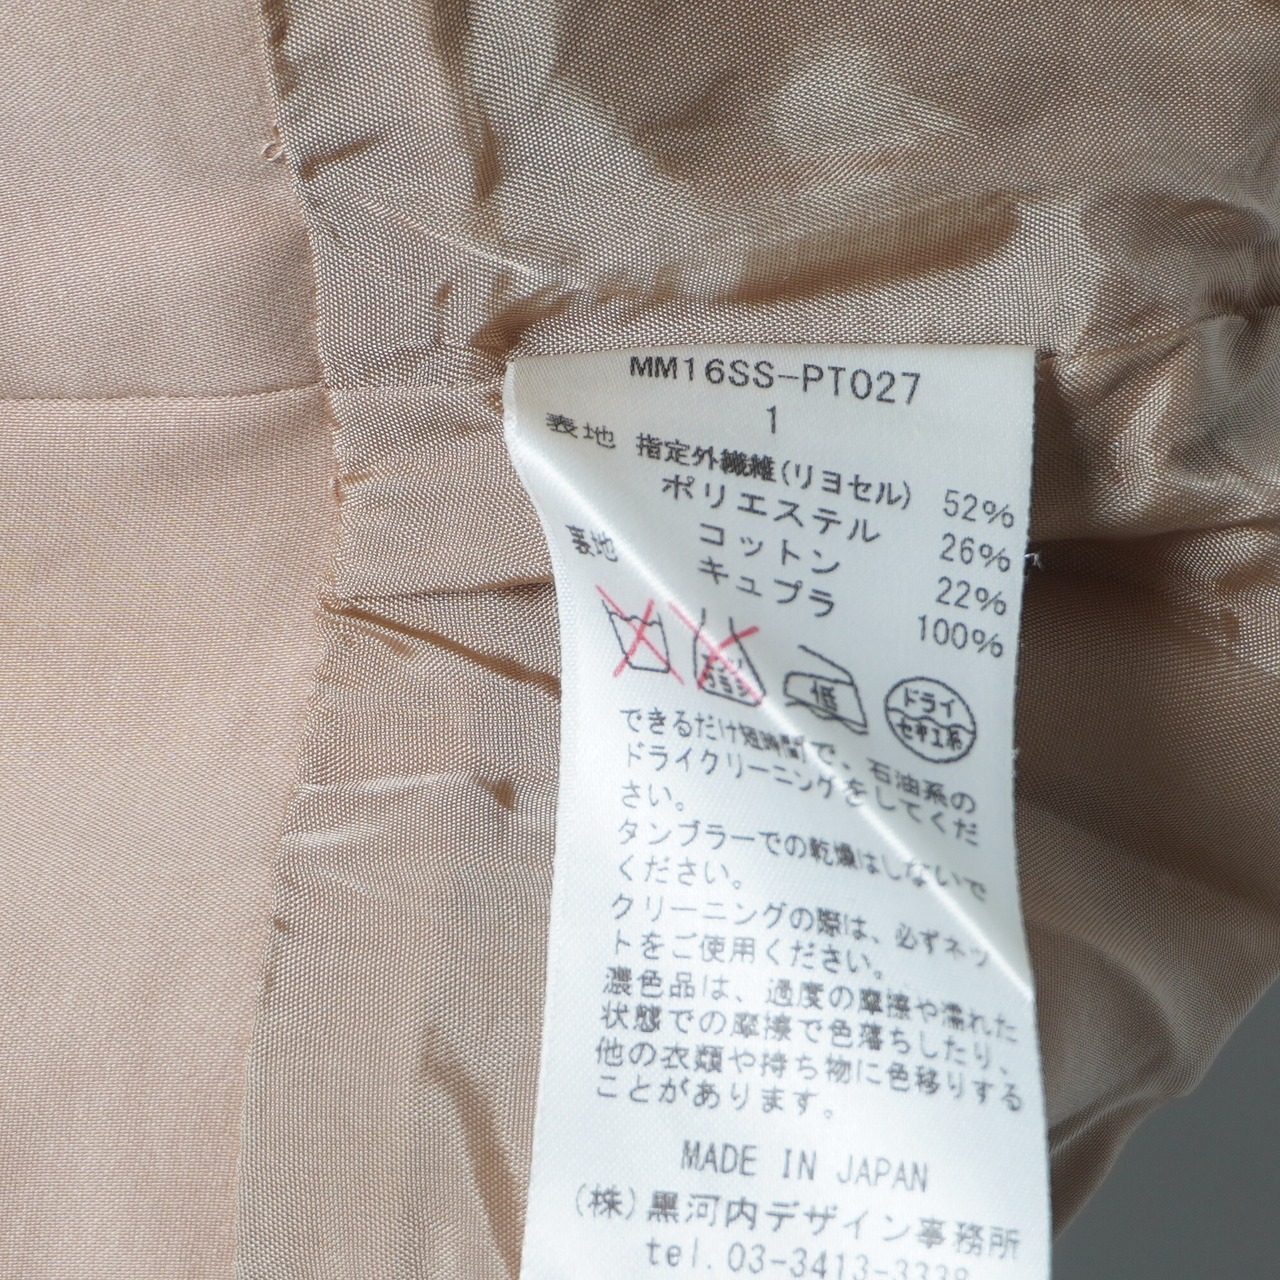 MM16SS-PT027
1
表地 指定外繊維(リヨセル) 52%
ポリエステル 26%
コットン 22%
表地 キュプラ 100%
低
ドライ
セキユ系
できるだけ短時間で、石油系の
ドライクリーニングをしてくだ
さい。
タンブラーでの乾燥はしないで
ください。
クリーニングの際は、必ずネッ
トをご使用ください。
濃色品は、過度の摩擦や濡れた
状態での摩擦で色落ちしたり、
他の衣類や持ち物に色移りする
ことがあります。
MADE IN JAPAN
(株)黒河内デザイン事務所
tel.03-3413-3338